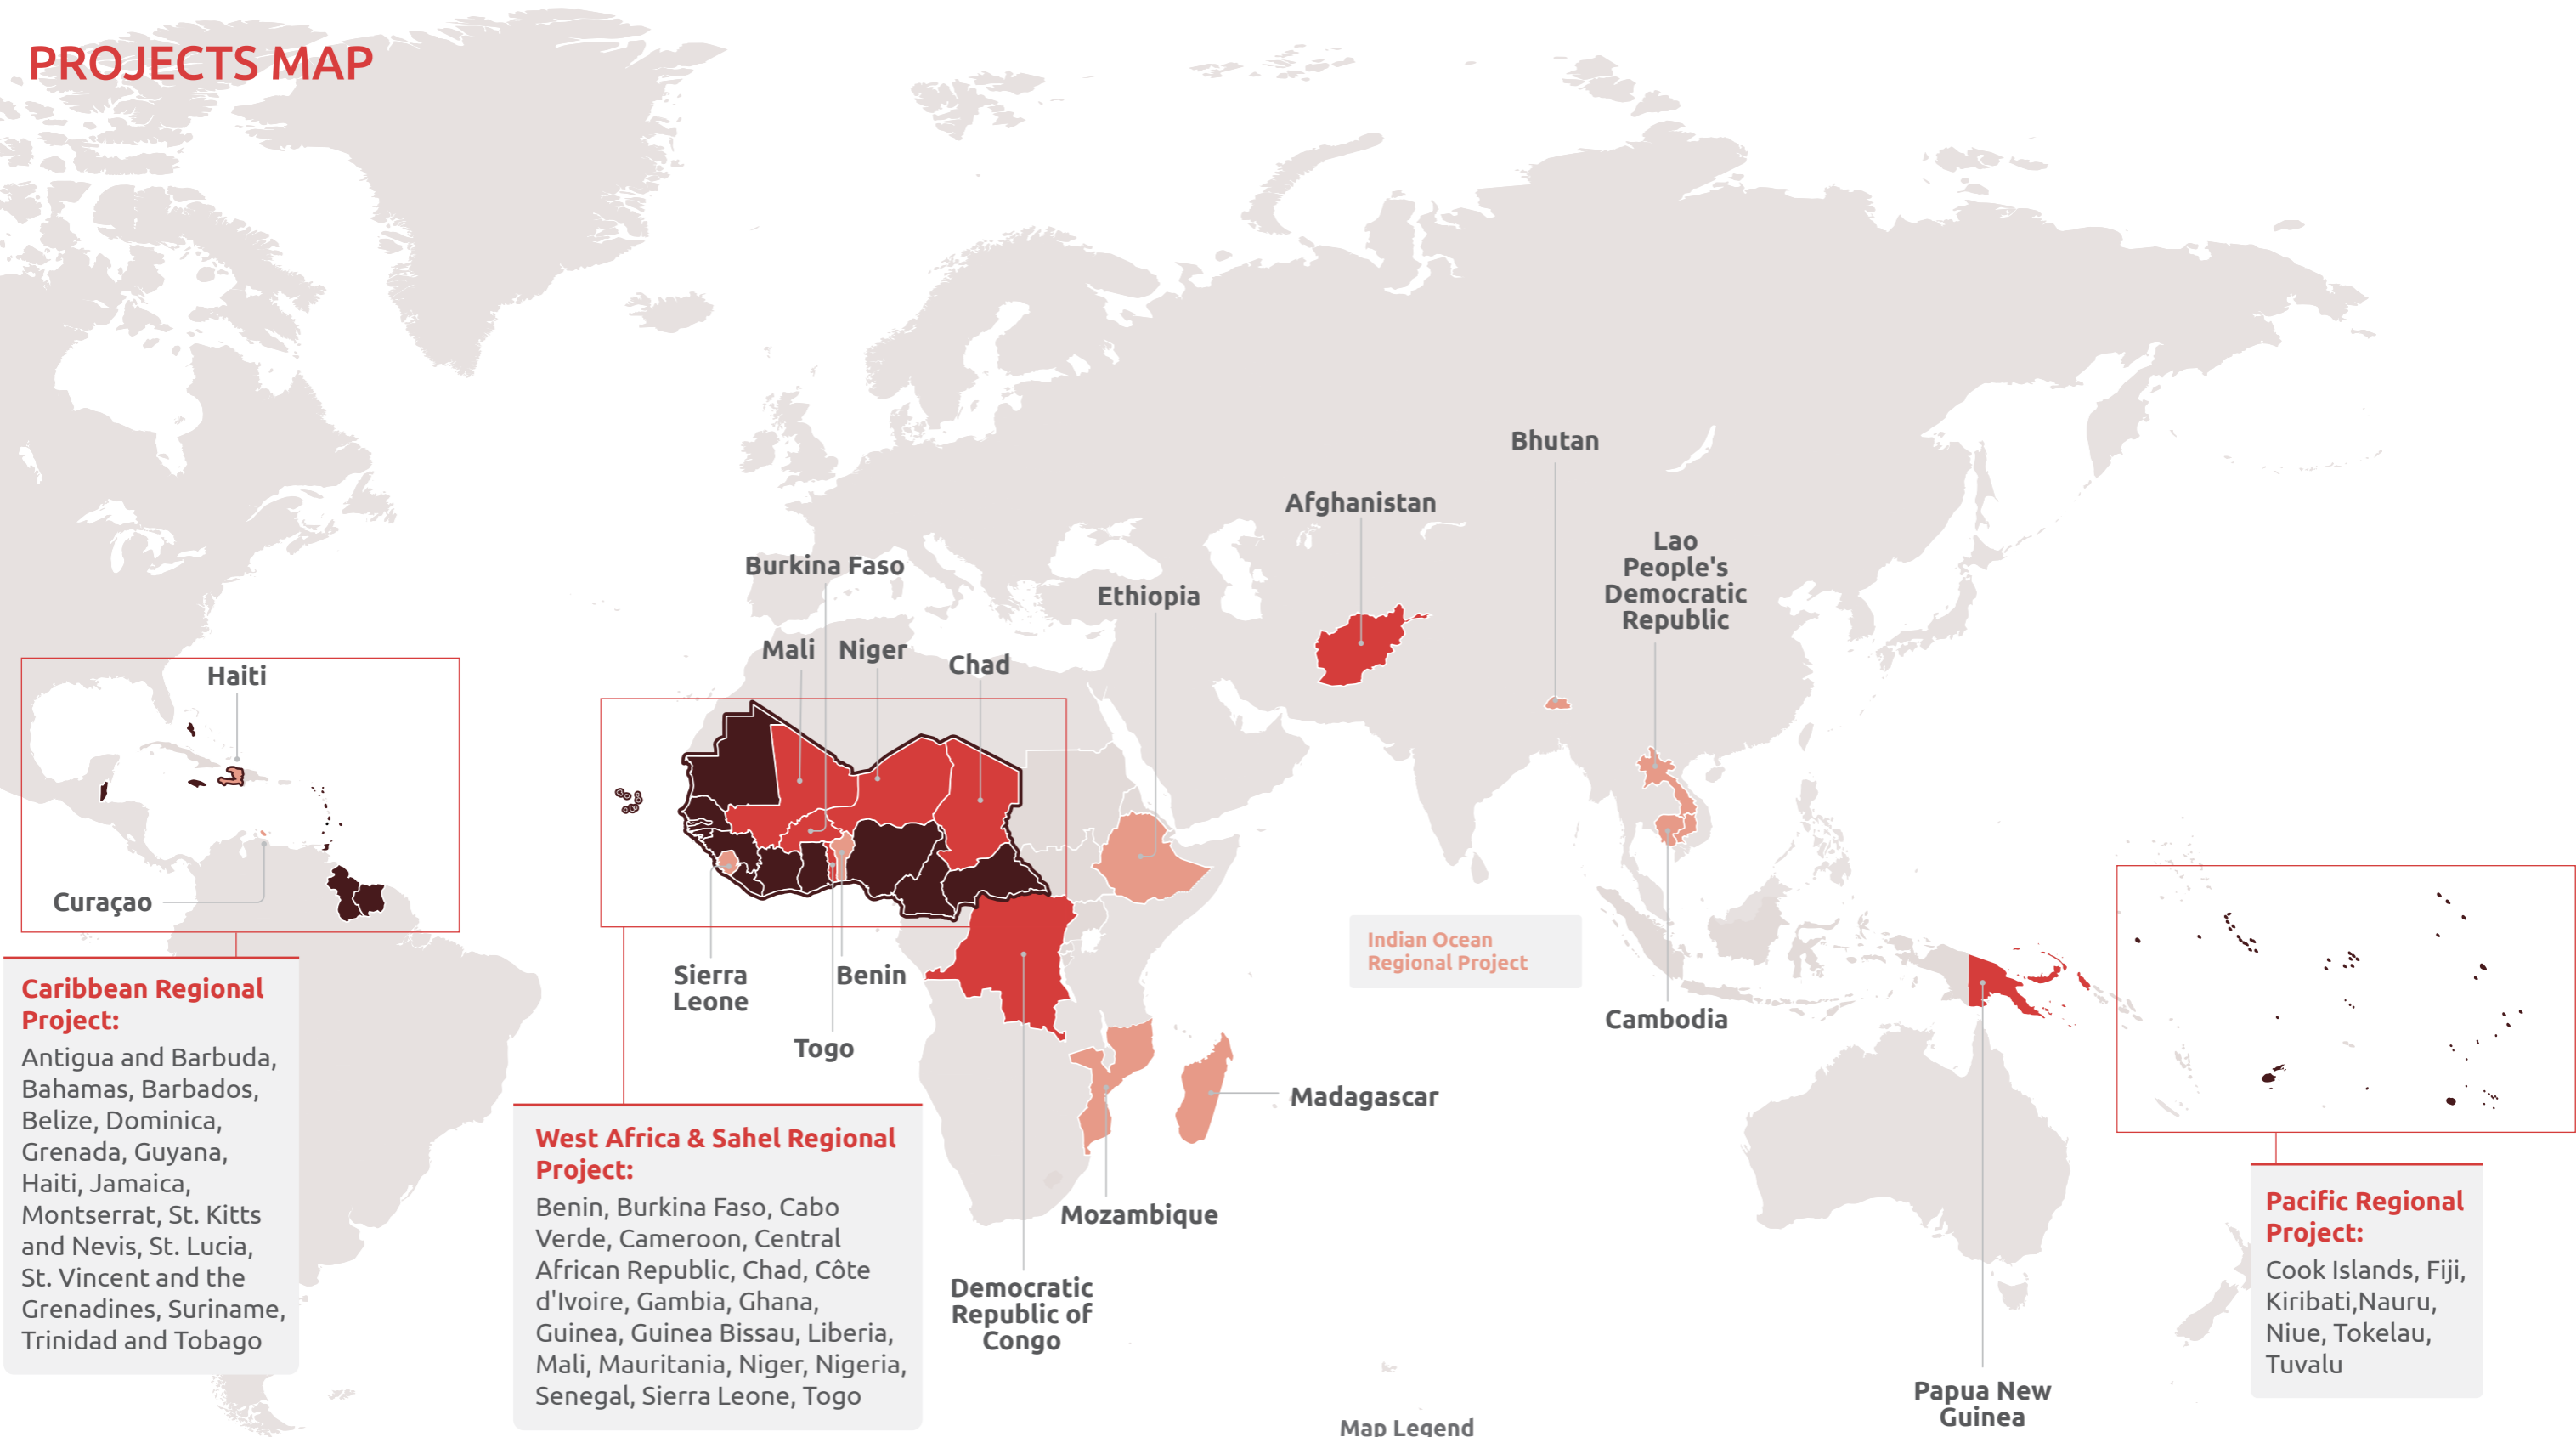 PROJECTS MAP
Bhutan
Afghanistan
Lao
People's
Democratic
Republic
Burkina Faso
Ethiopia
Mali
Niger
Chad
Haiti
Curaçao
Sierra
Leone
Benin
Togo
Indian Ocean
Regional Project
Cambodia
Madagascar
Mozambique
Democratic
Republic of
Congo
Papua New
Guinea
Caribbean Regional
Project:
Antigua and Barbuda,
Bahamas, Barbados,
Belize, Dominica,
Grenada, Guyana,
Haiti, Jamaica,
Montserrat, St. Kitts
and Nevis, St. Lucia,
St. Vincent and the
Grenadines, Suriname,
Trinidad and Tobago
West Africa & Sahel Regional
Project:
Benin, Burkina Faso, Cabo
Verde, Cameroon, Central
African Republic, Chad, Côte
d'Ivoire, Gambia, Ghana,
Guinea, Guinea Bissau, Liberia,
Mali, Mauritania, Niger, Nigeria,
Senegal, Sierra Leone, Togo
Pacific Regional
Project:
Cook Islands, Fiji,
Kiribati,Nauru,
Niue, Tokelau,
Tuvalu
Map Legend